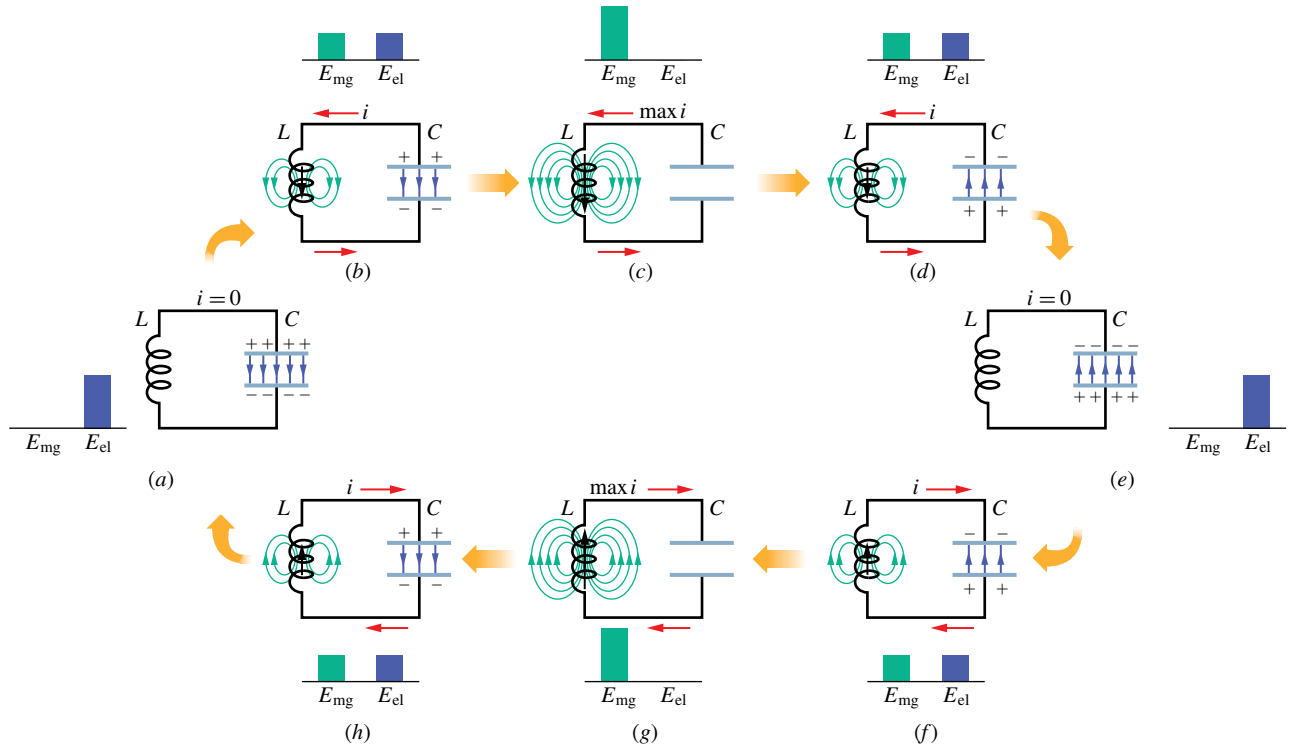 E_mg E_el
i
L C
+ +
− −
(b)
E_mg E_el
max i
L C
(c)
E_mg E_el
i
L C
− −
+ +
(d)
i = 0
L C
+ + + +
− − − −
E_mg E_el
(a)
i = 0
L C
− − − −
+ + + +
E_mg E_el
(e)
i
L C
+ +
− −
E_mg E_el
(h)
max i
L C
E_mg E_el
(g)
i
L C
− −
+ +
E_mg E_el
(f)